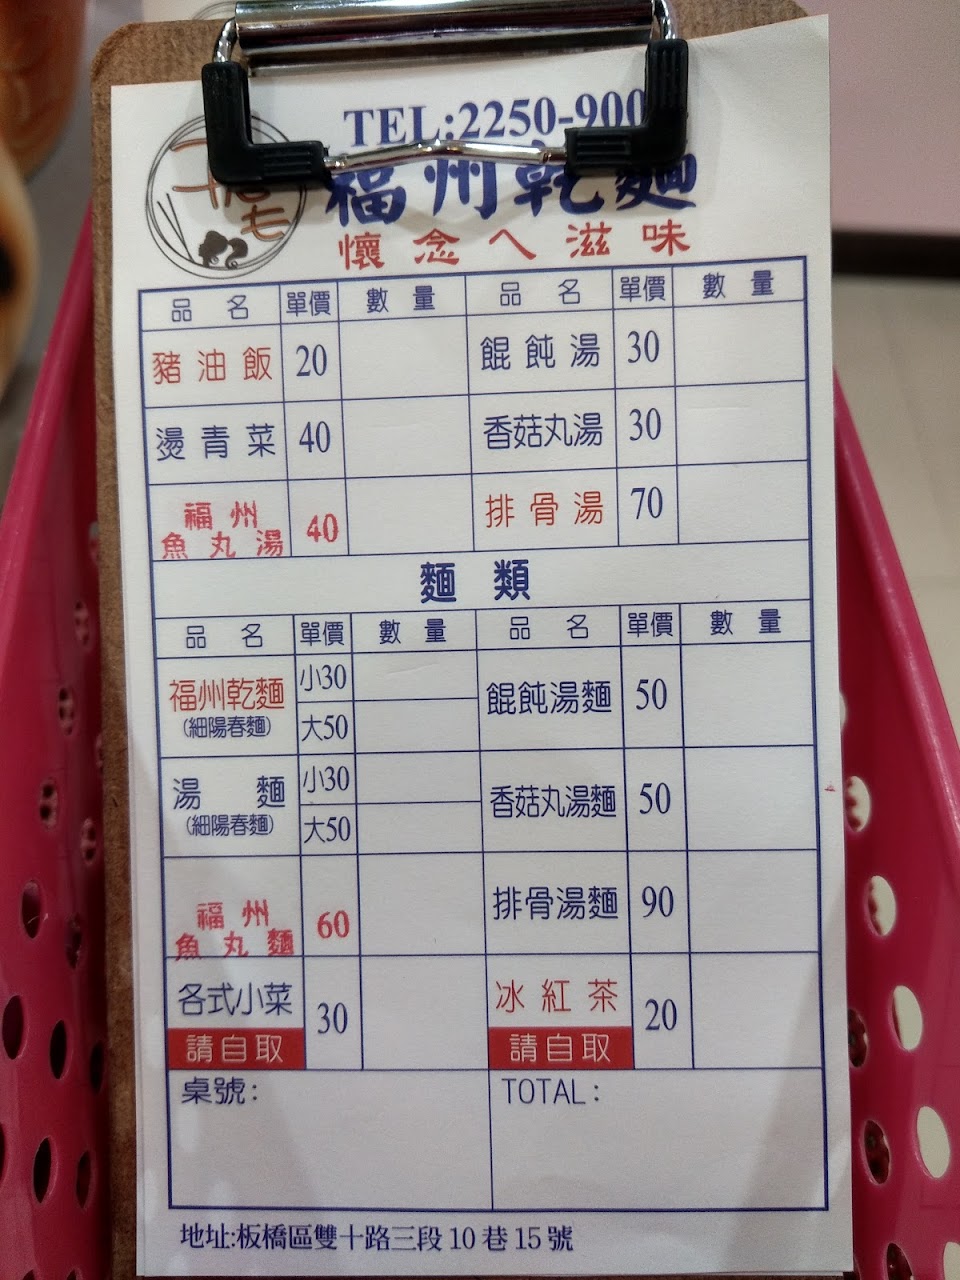 TEL:2250-900
福州乾麵
懷念ㄟ滋味
品名 單價 數量 品名 單價 數量
豬油飯 20 餛飩湯 30
燙青菜 40 香菇丸湯 30
福州魚丸湯 40 排骨湯 70
麵類
品名 單價 數量 品名 單價 數量
福州乾麵 小30 餛飩湯麵 50
(細陽春麵) 大50
湯麵 小30 香菇丸湯麵 50
(細陽春麵) 大50
福州魚丸麵 60 排骨湯麵 90
各式小菜 30 冰紅茶 20
請自取 請自取
桌號: TOTAL:
地址:板橋區雙十路三段10巷15號